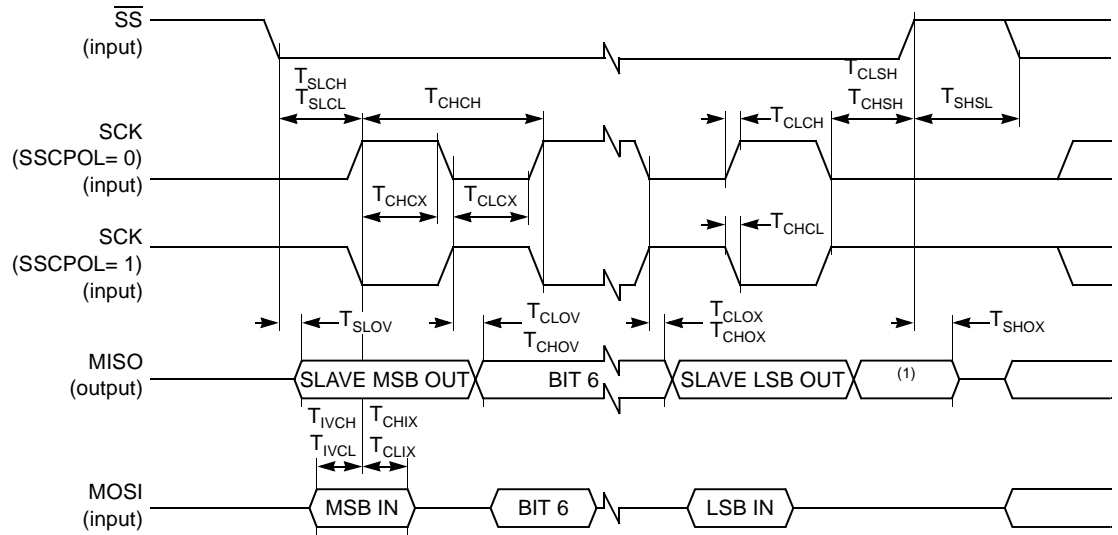 SS
(input)
TSLCH
TSLCL
TCHCH
TCLSH
TCHSH
TSHSL
TCLCH
SCK
(SSCPOL= 0)
(input)
TCHCX
TCLCX
TCHCL
SCK
(SSCPOL= 1)
(input)
TSLOV
TCLOV
TCHOV
TCLOX
TCHOX
TSHOX
MISO
(output)
SLAVE MSB OUT
BIT 6
SLAVE LSB OUT
(1)
TIVCH
TIVCL
TCHIX
TCLIX
MOSI
(input)
MSB IN
BIT 6
LSB IN